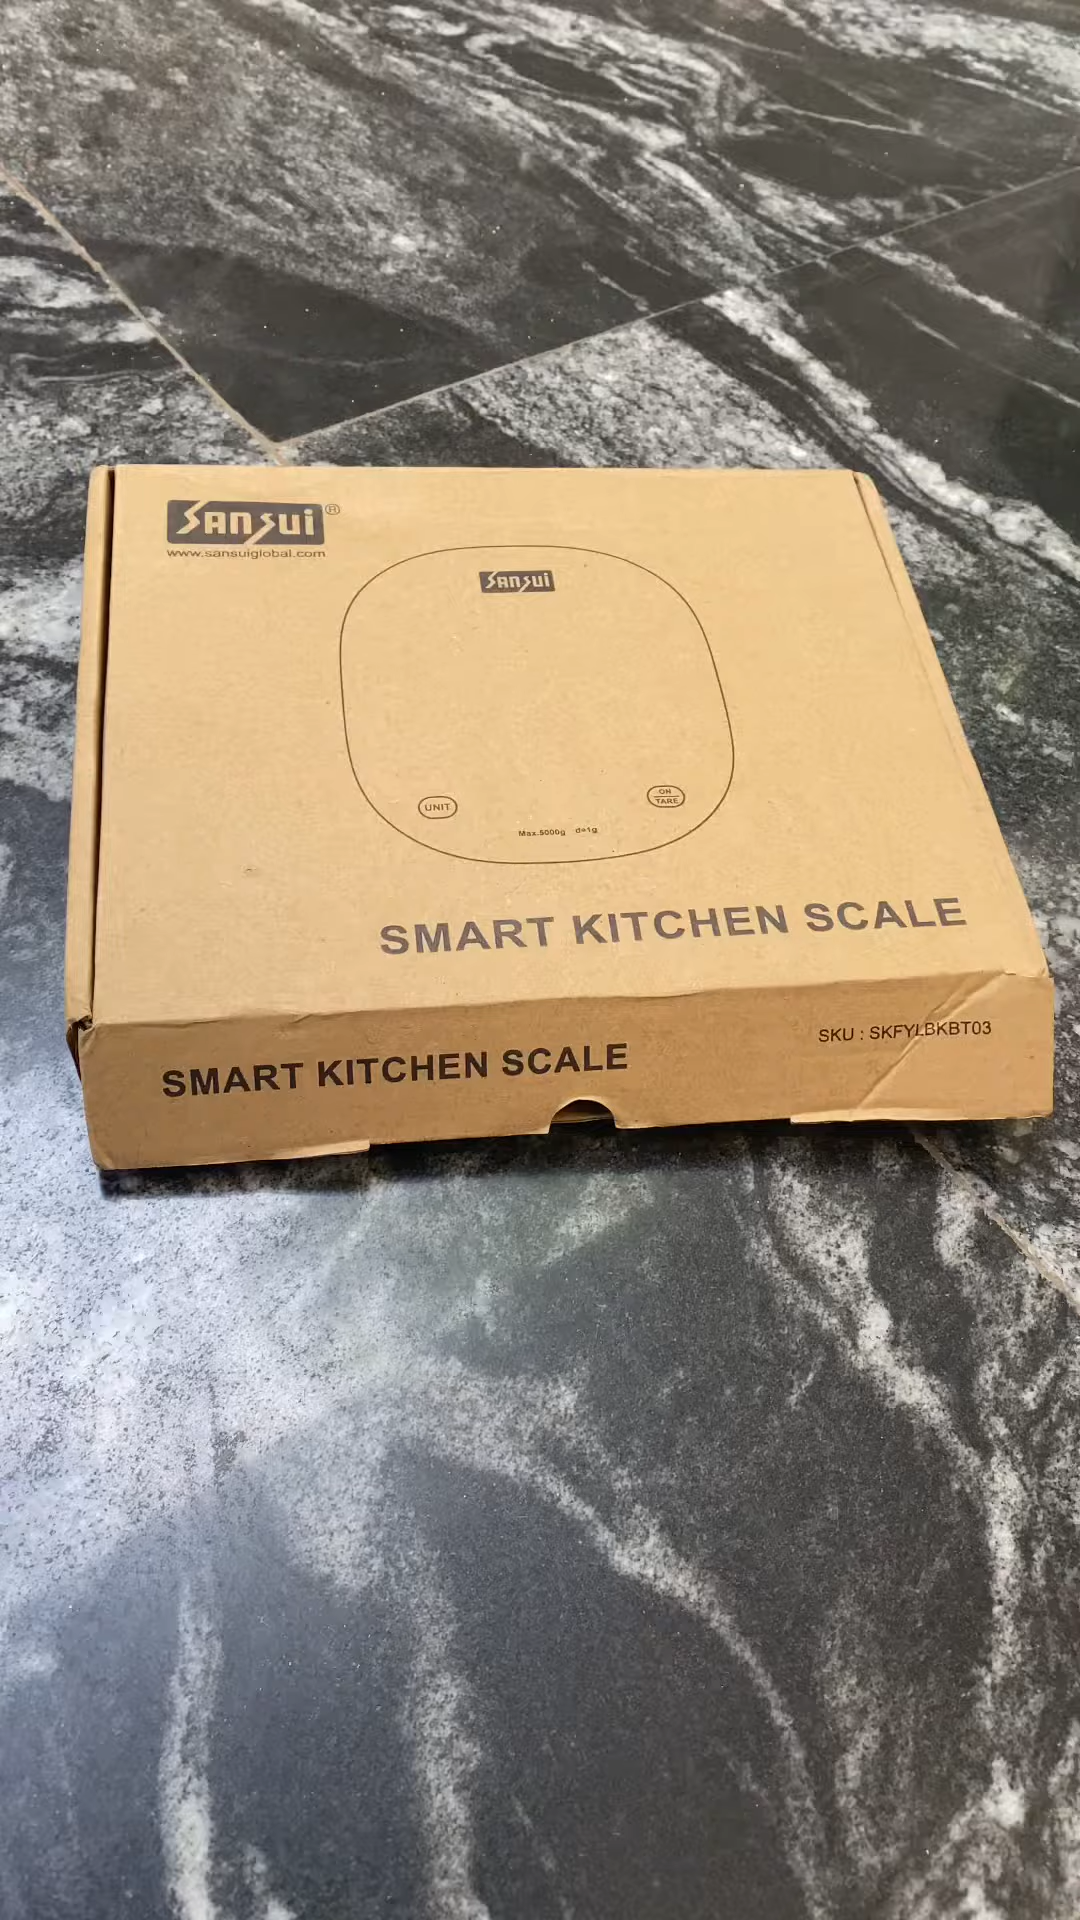 Sansui®
www.sansuiglobal.com
Sansui
UNIT
ON
TARE
Max.5000g d=1g
SMART KITCHEN SCALE
SMART KITCHEN SCALE
SKU : SKFYLBKBT03